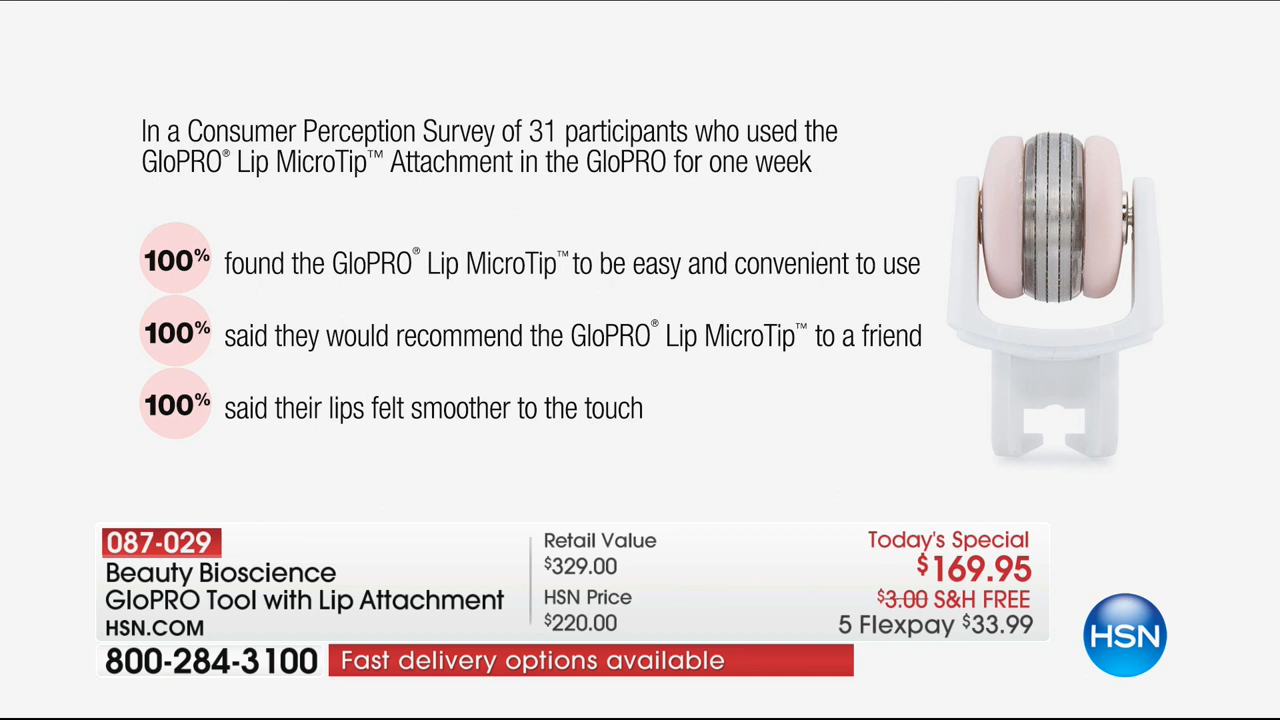 In a Consumer Perception Survey of 31 participants who used the
GloPRO® Lip MicroTip™ Attachment in the GloPRO for one week
100% found the GloPRO® Lip MicroTip™ to be easy and convenient to use
100% said they would recommend the GloPRO® Lip MicroTip™ to a friend
100% said their lips felt smoother to the touch
087-029
Beauty Bioscience
GloPRO Tool with Lip Attachment
HSN.COM
Retail Value
$329.00
HSN Price
$220.00
Today's Special
$169.95
$3.00 S&H FREE
5 Flexpay $33.99
HSN
800-284-3100
Fast delivery options available